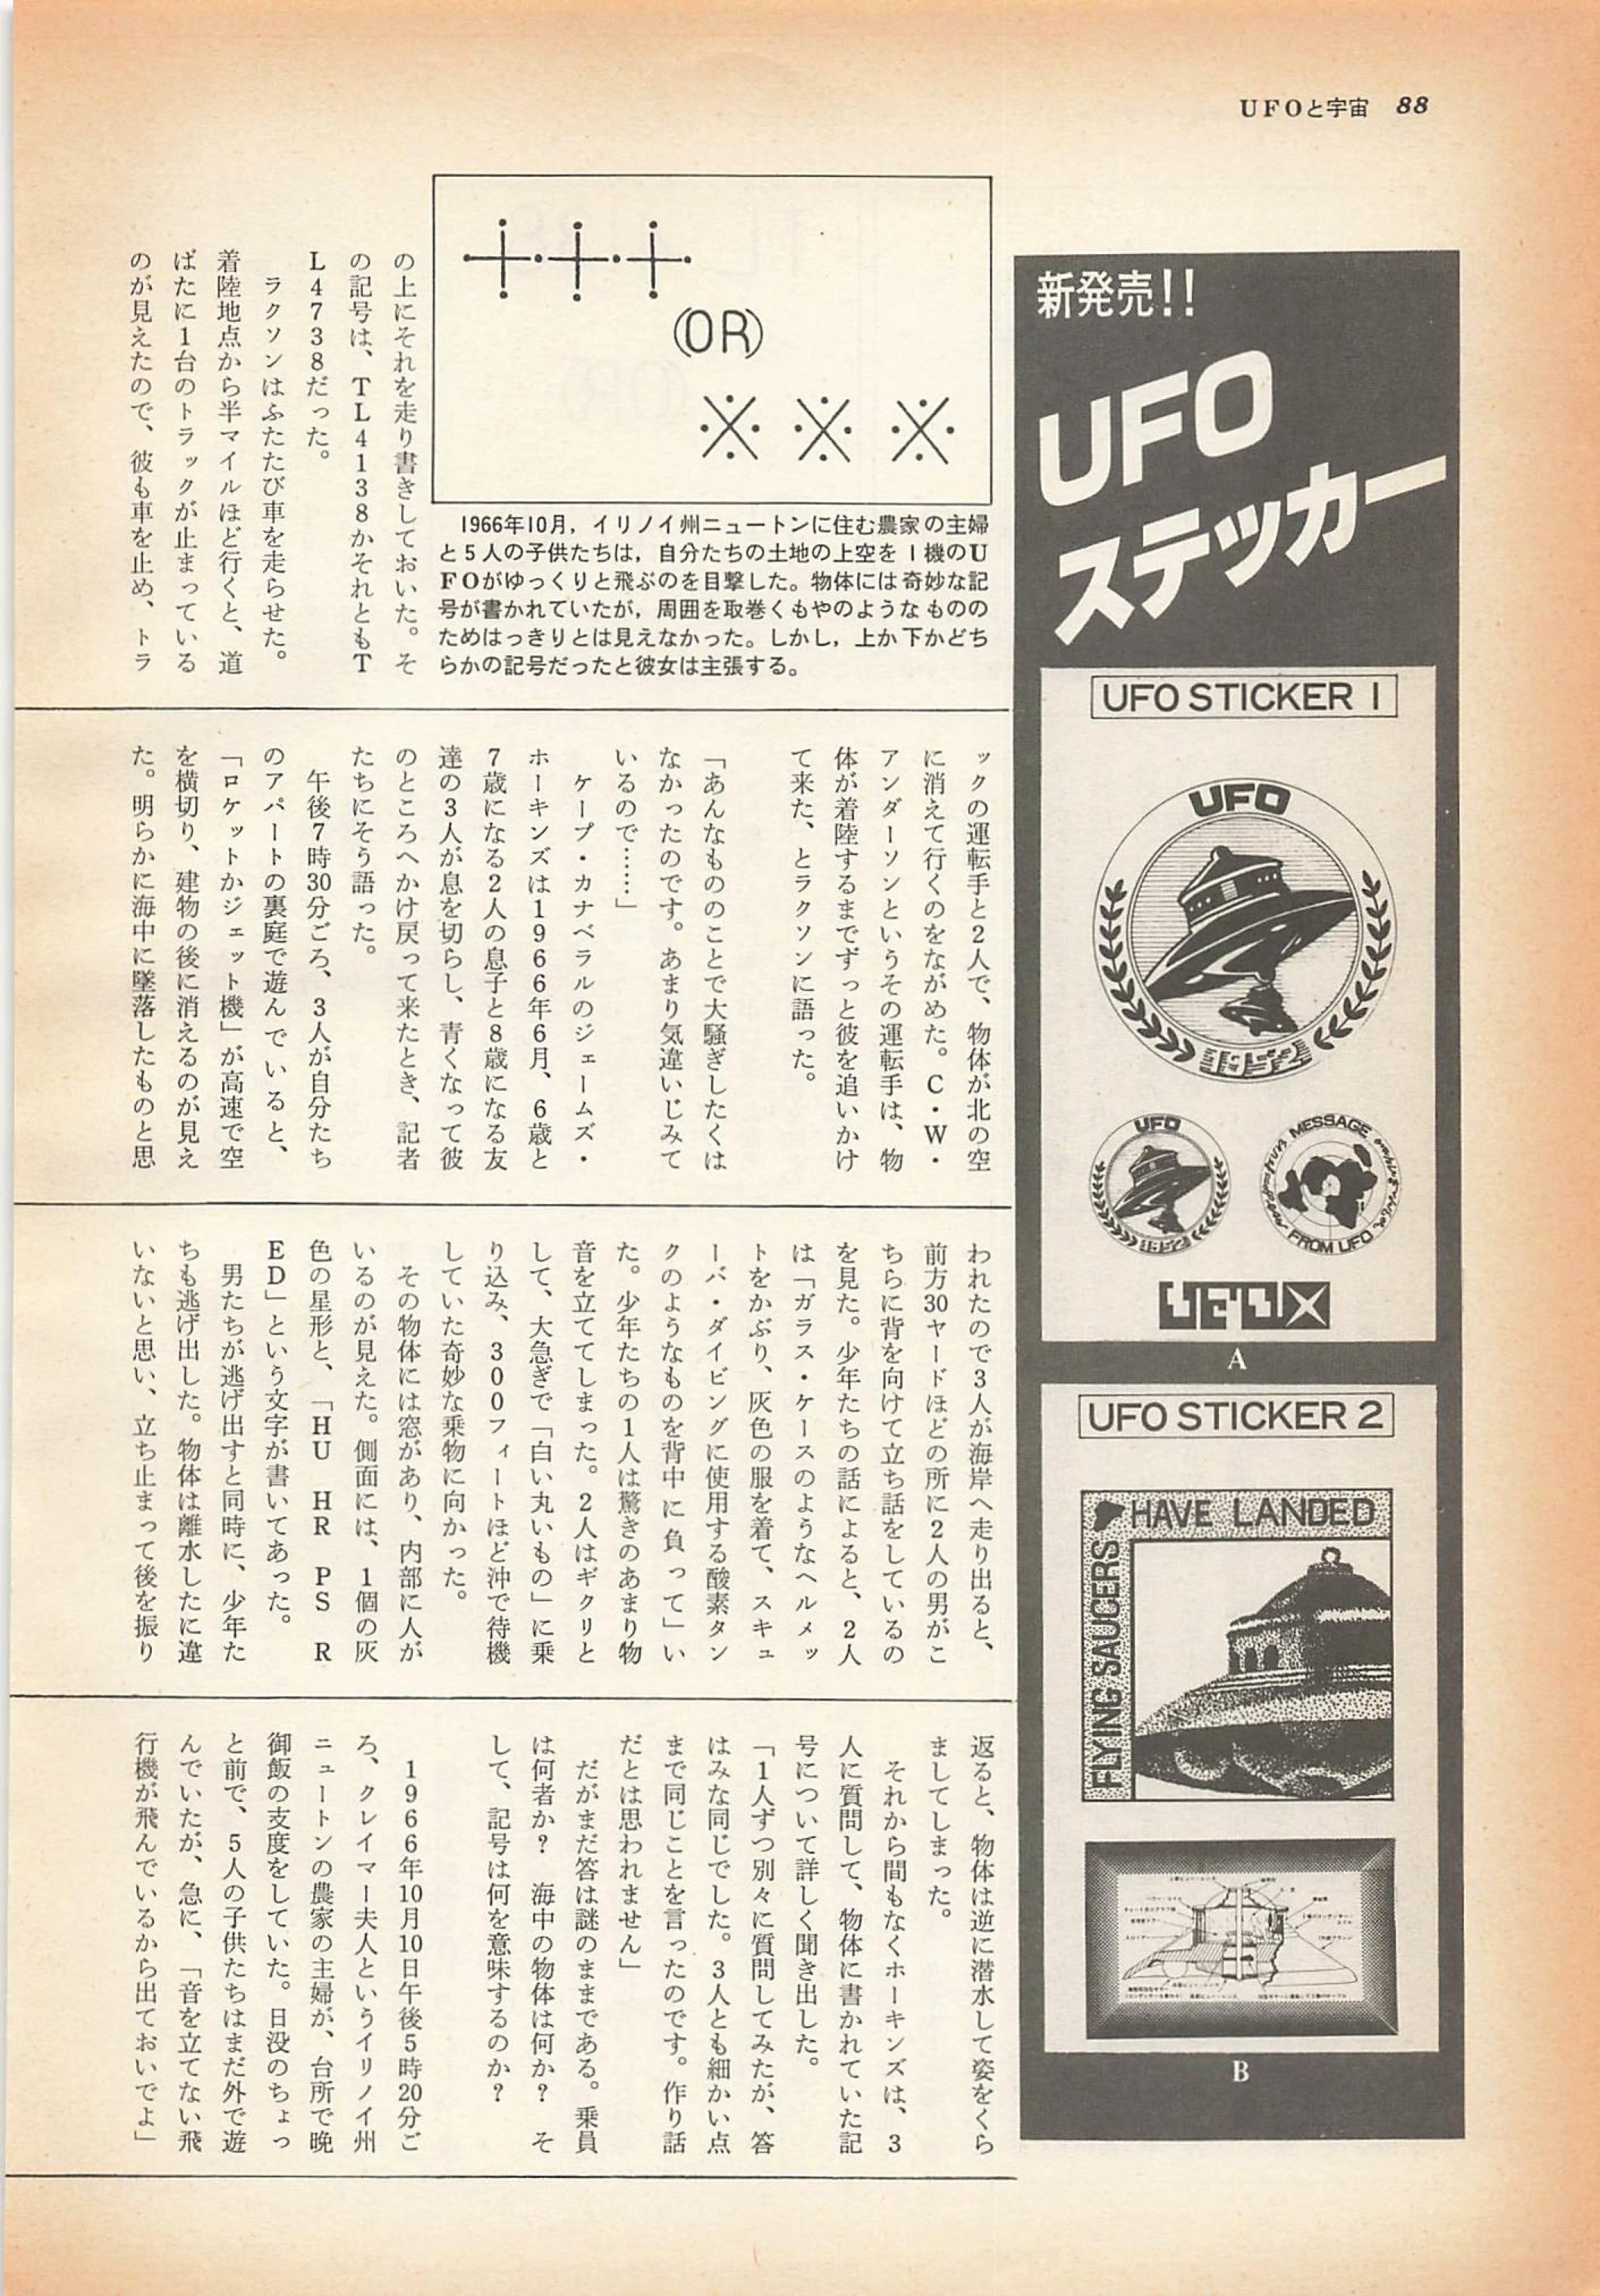 UFOと宇宙 88
新発売!!
UFO
ステッカー
UFO STICKER 1
UFO
UFO
MESSAGE
FROM UFO
A
UFO STICKER 2
HAVE LANDED
FLYING SAUCERS
B
(OR)
1966年10月，イリノイ州ニュートンに住む農家の主婦
と5人の子供たちは，自分たちの土地の上空を1機のU
FOがゆっくりと飛ぶのを目撃した。物体には奇妙な記
号が書かれていたが，周囲を取巻くもやのようなものの
ためはっきりとは見えなかった。しかし，上か下かどち
らかの記号だったと彼女は主張する。
の上にそれを走り書きしておいた。そ
の記号は、TL4138かそれともT
L4738だった。
ラクソンはふたたび車を走らせた。
着陸地点から半マイルほど行くと、道
ばたに1台のトラックが止まっている
のが見えたので、彼も車を止め、トラ
ックの運転手と2人で、物体が北の空
に消えて行くのをながめた。C・W・
アンダーソンというその運転手は、物
体が着陸するまでずっと彼を追いかけ
て来た、とラクソンに語った。
「あんなもののことで大騒ぎしたくは
なかったのです。あまり気違いじみて
いるので……」
ケープ・カナベラルのジェームズ・
ホーキンズは1966年6月、6歳と
7歳になる2人の息子と8歳になる友
達の3人が息を切らし、青くなって彼
のところへかけ戻って来たとき、記者
たちにそう語った。
午後7時30分ごろ、3人が自分たち
のアパートの裏庭で遊んでいると、
「ロケットかジェット機」が高速で空
を横切り、建物の後に消えるのが見え
た。明らかに海中に墜落したものと思
われたので3人が海岸へ走り出ると、
前方30ヤードほどの所に2人の男がこ
ちらに背を向けて立ち話をしているの
を見た。少年たちの話によると、2人
は「ガラス・ケースのようなヘルメッ
トをかぶり、灰色の服を着て、スキュ
ーバ・ダイビングに使用する酸素タン
クのようなものを背中に負って」い
た。少年たちの1人は驚きのあまり物
音を立ててしまった。2人はギクリと
して、大急ぎで「白い丸いもの」に乗
り込み、300フィートほど沖で待機
していた奇妙な乗物に向かった。
その物体には窓があり、内部に人が
いるのが見えた。側面には、1個の灰
色の星形と、「HU HR PS R
ED」という文字が書いてあった。
男たちが逃げ出すと同時に、少年た
ちも逃げ出した。物体は離水したに違
いないと思い、立ち止まって後を振り
返ると、物体は逆に潜水して姿をくら
ましてしまった。
それから間もなくホーキンズは、3
人に質問して、物体に書かれていた記
号について詳しく聞き出した。
「1人ずつ別々に質問してみたが、答
はみな同じでした。3人とも細かい点
まで同じことを言ったのです。作り話
だとは思われません」
だがまだ答は謎のままである。乗員
は何者か? 海中の物体は何か? そ
して、記号は何を意味するのか?
1966年10月10日午後5時20分ご
ろ、クレイマー夫人というイリノイ州
ニュートンの農家の主婦が、台所で晩
御飯の支度をしていた。日没のちょっ
と前で、5人の子供たちはまだ外で遊
んでいたが、急に、「音を立てない飛
行機が飛んでいるから出ておいでよ」